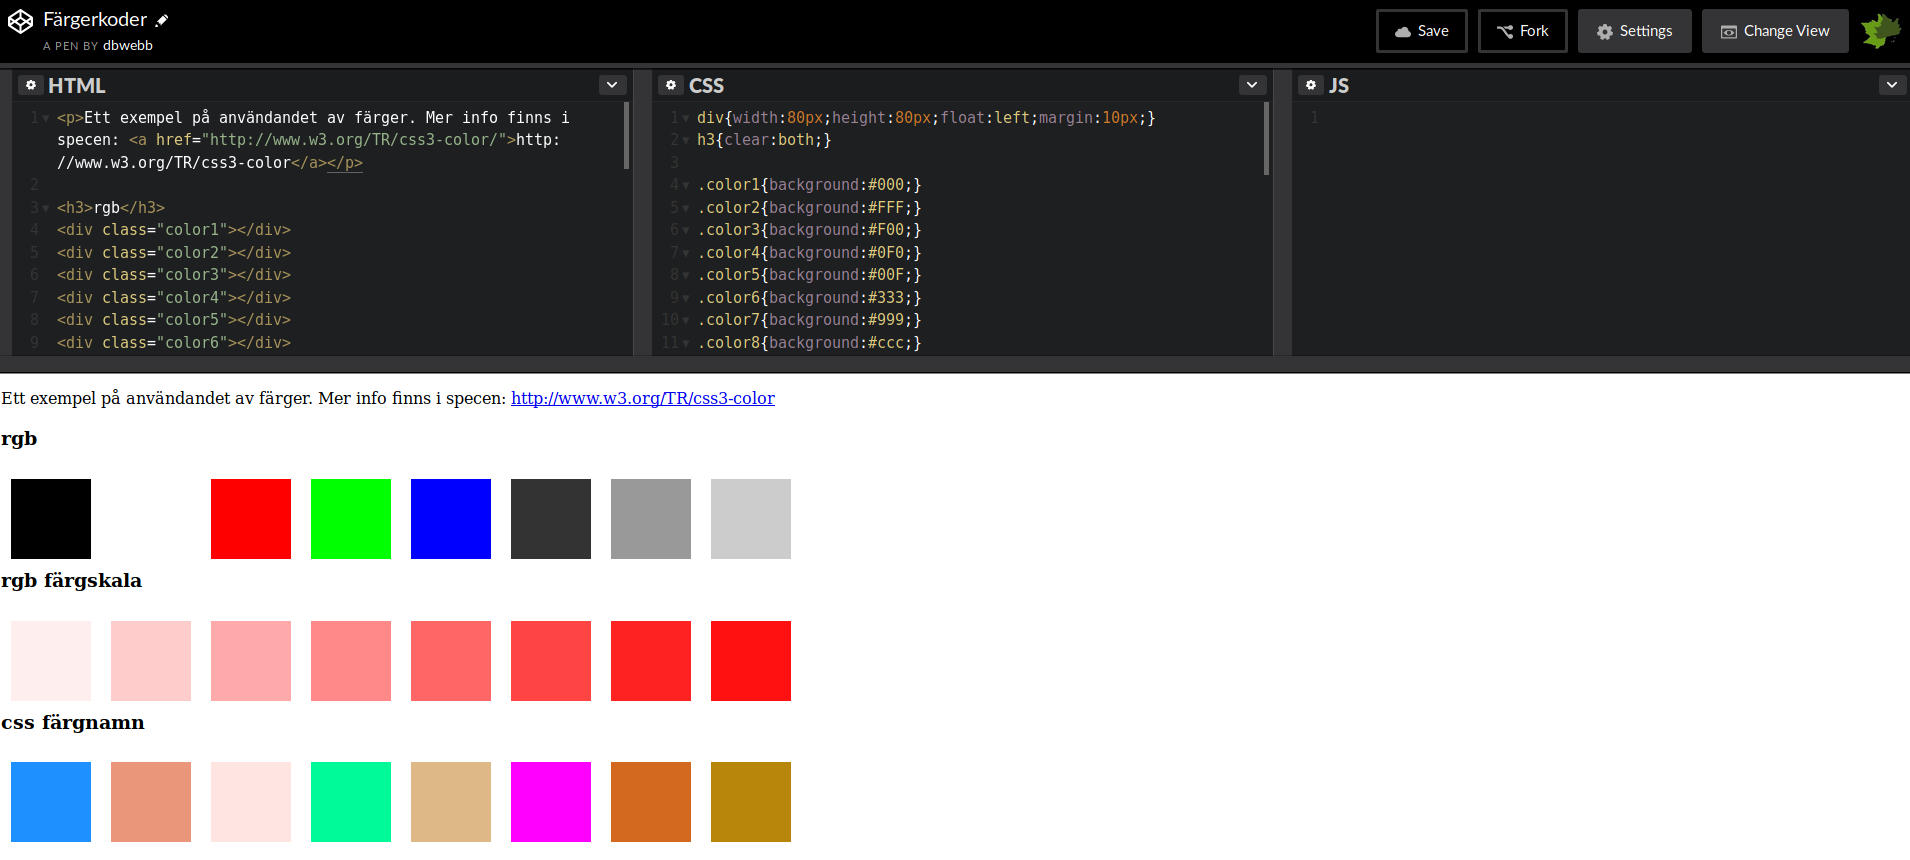 Färgerkoder
A PEN BY dbwebb
Save
Fork
Settings
Change View
HTML
1 <p>Ett exempel på användandet av färger. Mer info finns i
specen: <a href="http://www.w3.org/TR/css3-color/">http:
//www.w3.org/TR/css3-color</a></p>
2
3 <h3>rgb</h3>
4 <div class="color1"></div>
5 <div class="color2"></div>
6 <div class="color3"></div>
7 <div class="color4"></div>
8 <div class="color5"></div>
9 <div class="color6"></div>
CSS
1 div{width:80px;height:80px;float:left;margin:10px;}
2 h3{clear:both;}
3
4 .color1{background:#000;}
5 .color2{background:#FFF;}
6 .color3{background:#F00;}
7 .color4{background:#0F0;}
8 .color5{background:#00F;}
9 .color6{background:#333;}
10 .color7{background:#999;}
11 .color8{background:#ccc;}
JS
1
Ett exempel på användandet av färger. Mer info finns i specen: http://www.w3.org/TR/css3-color
rgb
rgb färgskala
css färgnamn